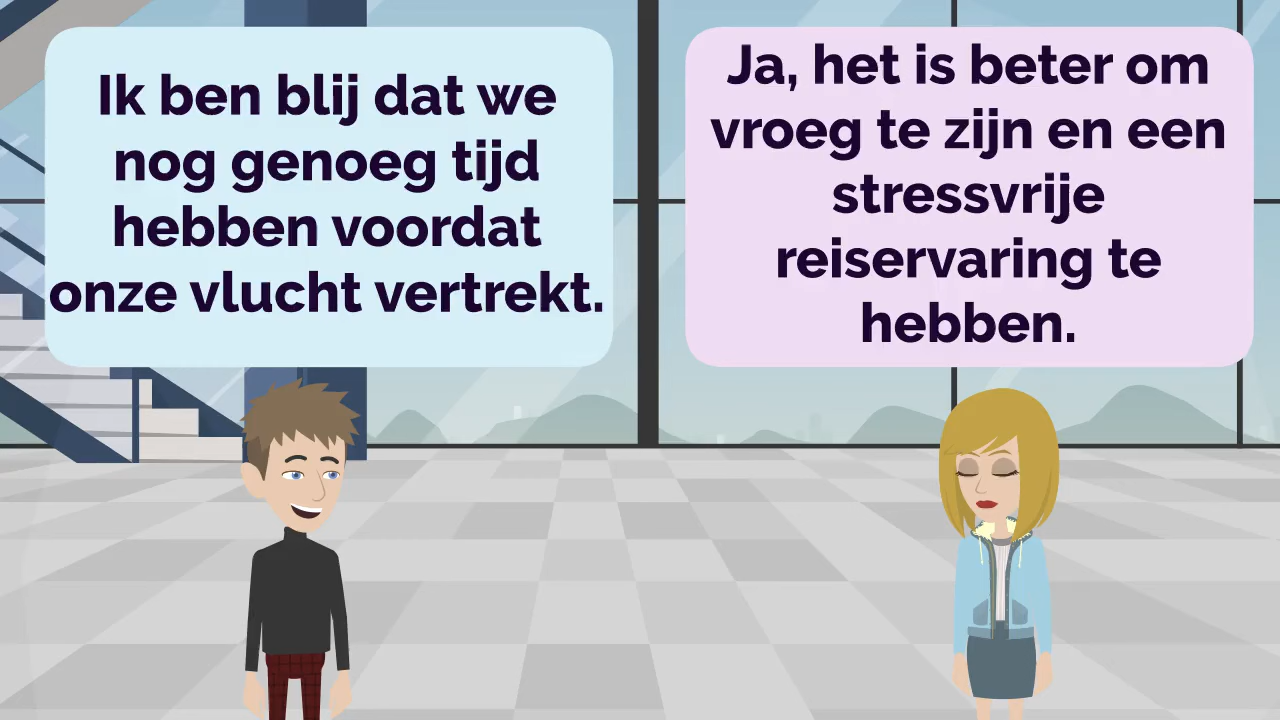 Ik ben blij dat we
nog genoeg tijd
hebben voordat
onze vlucht vertrekt.
Ja, het is beter om
vroeg te zijn en een
stressvrije
reiservaring te
hebben.